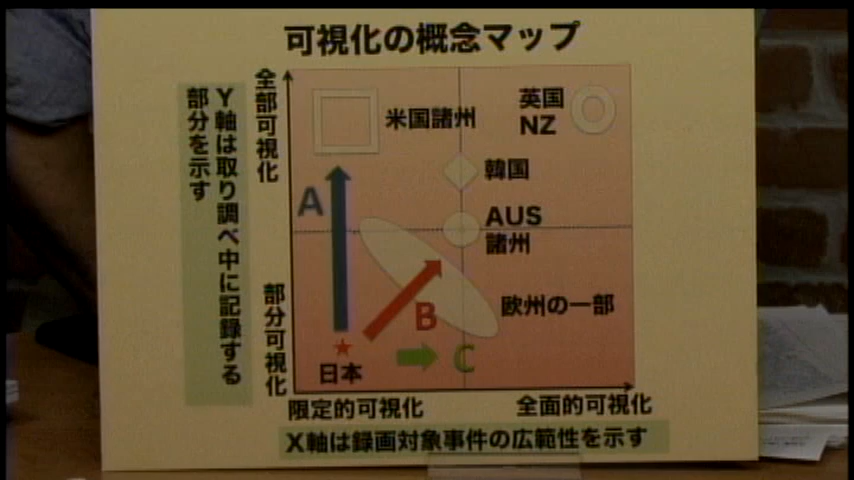 可視化の概念マップ
Y軸は取り調べ中に記録する
部分を示す
全部可視化
部分可視化
米国諸州
英国
NZ
韓国
A
AUS
諸州
B
欧州の一部
C
日本
限定的可視化
全面的可視化
X軸は録画対象事件の広範性を示す